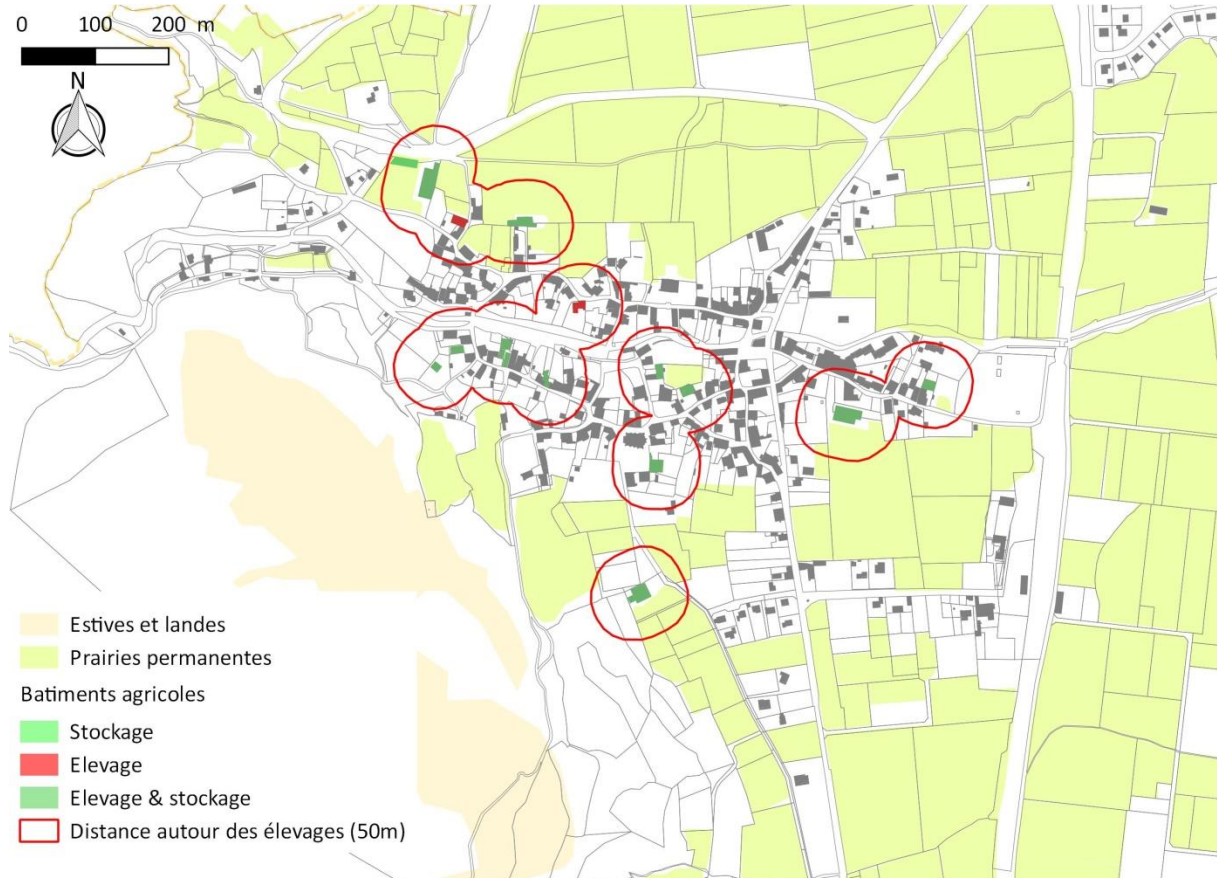 0 100 200 m
N
Estives et landes
Prairies permanentes
Batiments agricoles
Stockage
Elevage
Elevage & stockage
Distance autour des élevages (50m)